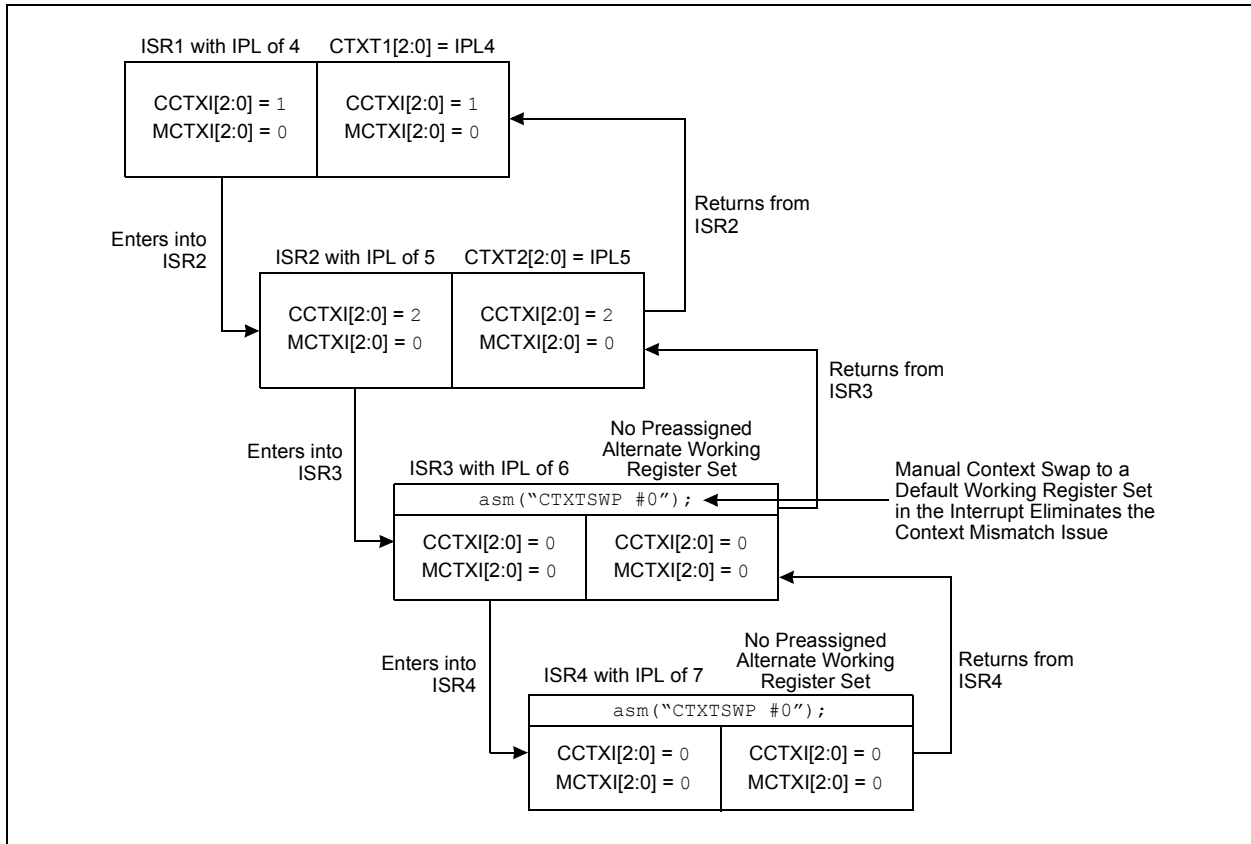 ISR1 with IPL of 4
CTXT1[2:0] = IPL4
CCTXI[2:0] = 1
MCTXI[2:0] = 0
CCTXI[2:0] = 1
MCTXI[2:0] = 0
Enters into
ISR2
Returns from
ISR2
ISR2 with IPL of 5
CTXT2[2:0] = IPL5
CCTXI[2:0] = 2
MCTXI[2:0] = 0
CCTXI[2:0] = 2
MCTXI[2:0] = 0
Enters into
ISR3
Returns from
ISR3
ISR3 with IPL of 6
No Preassigned
Alternate Working
Register Set
asm(“CTXTSWP #0”);
Manual Context Swap to a
Default Working Register Set
in the Interrupt Eliminates the
Context Mismatch Issue
CCTXI[2:0] = 0
MCTXI[2:0] = 0
CCTXI[2:0] = 0
MCTXI[2:0] = 0
Enters into
ISR4
Returns from
ISR4
ISR4 with IPL of 7
No Preassigned
Alternate Working
Register Set
asm(“CTXTSWP #0”);
CCTXI[2:0] = 0
MCTXI[2:0] = 0
CCTXI[2:0] = 0
MCTXI[2:0] = 0